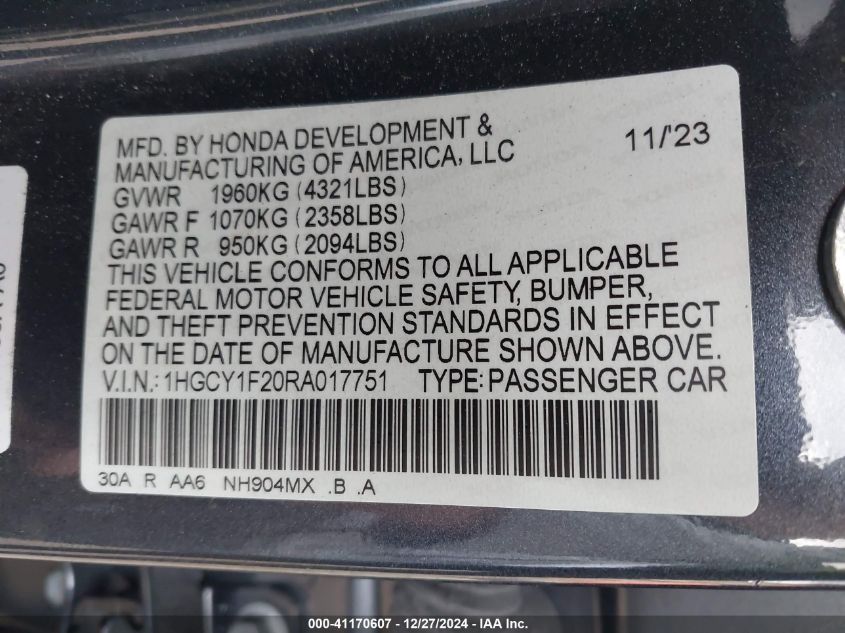 MFD. BY HONDA DEVELOPMENT &
MANUFACTURING OF AMERICA, LLC 11/'23
GVWR 1960KG (4321LBS)
GAWR F 1070KG (2358LBS)
GAWR R 950KG (2094LBS)
THIS VEHICLE CONFORMS TO ALL APPLICABLE
FEDERAL MOTOR VEHICLE SAFETY, BUMPER,
AND THEFT PREVENTION STANDARDS IN EFFECT
ON THE DATE OF MANUFACTURE SHOWN ABOVE.
V.I.N.: 1HGCY1F20RA017751 TYPE: PASSENGER CAR
30A R AA6 NH904MX .B .A
000-41170607 - 12/27/2024 - IAA Inc.